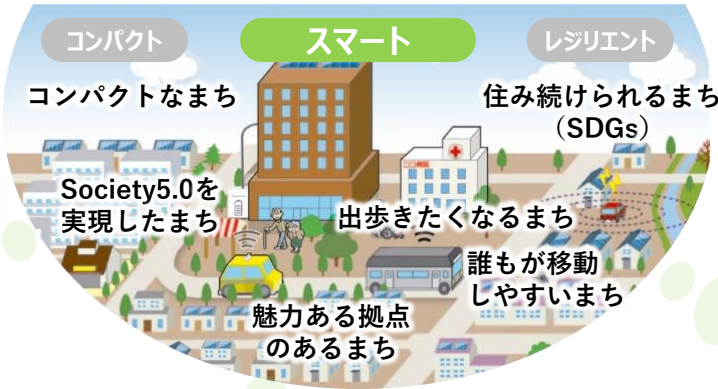 コンパクト
スマート
レジリエント
コンパクトなまち
住み続けられるまち
（SDGs）
Society5.0を
実現したまち
出歩きたくなるまち
誰もが移動
しやすいまち
魅力ある拠点
のあるまち